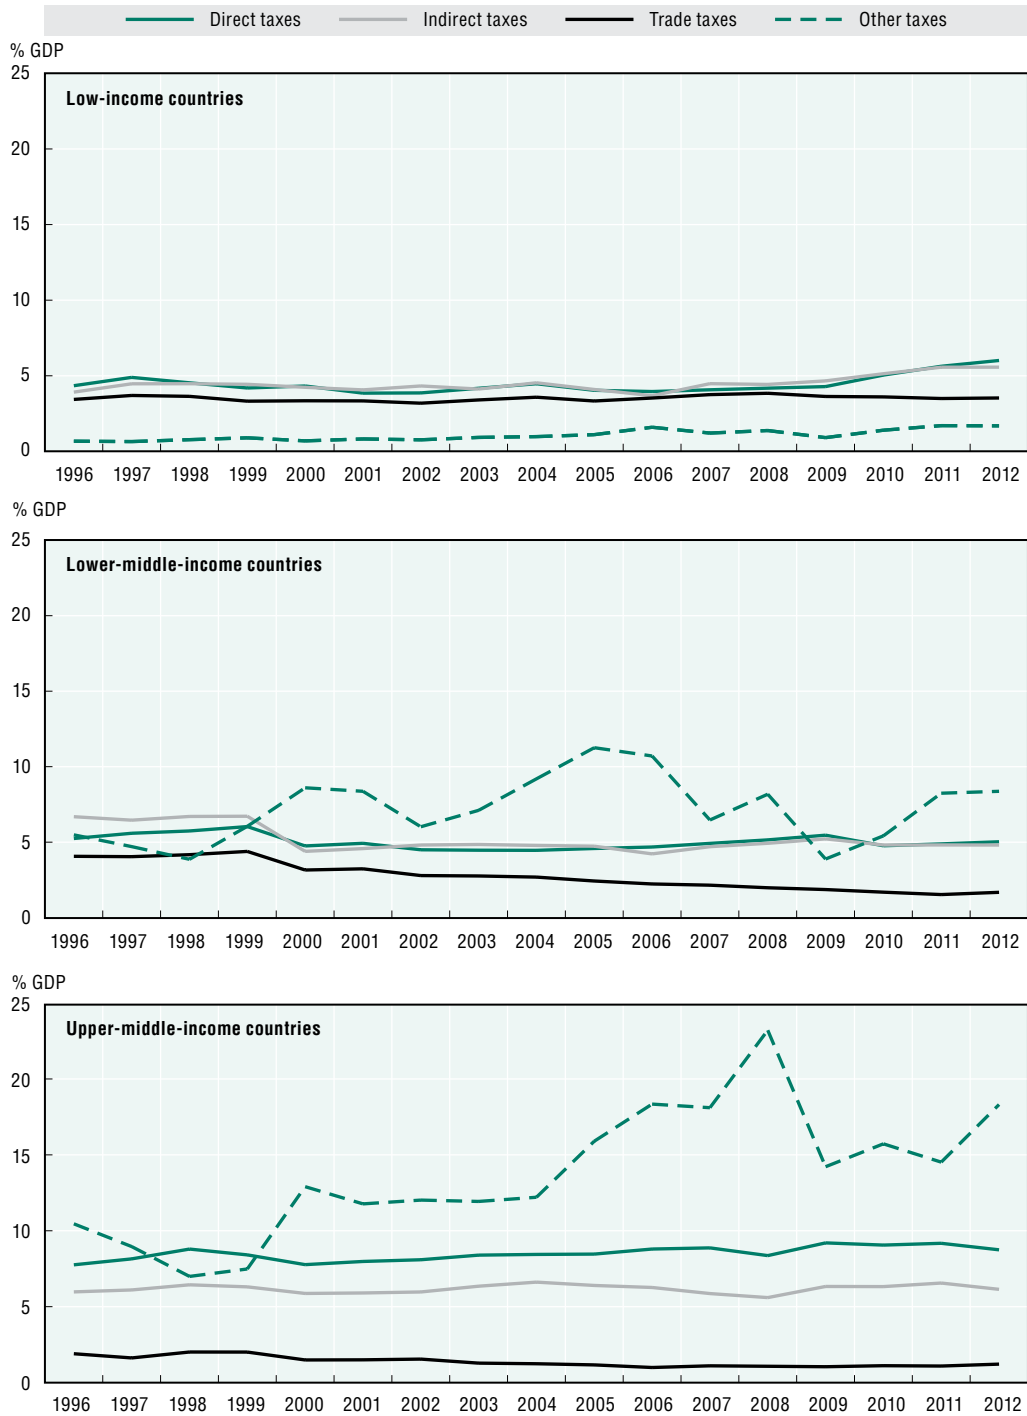 Direct taxes Indirect taxes Trade taxes Other taxes
% GDP
25
Low-income countries
20
15
10
5
0
1996 1997 1998 1999 2000 2001 2002 2003 2004 2005 2006 2007 2008 2009 2010 2011 2012
% GDP
25
Lower-middle-income countries
20
15
10
5
0
1996 1997 1998 1999 2000 2001 2002 2003 2004 2005 2006 2007 2008 2009 2010 2011 2012
% GDP
25
Upper-middle-income countries
20
15
10
5
0
1996 1997 1998 1999 2000 2001 2002 2003 2004 2005 2006 2007 2008 2009 2010 2011 2012